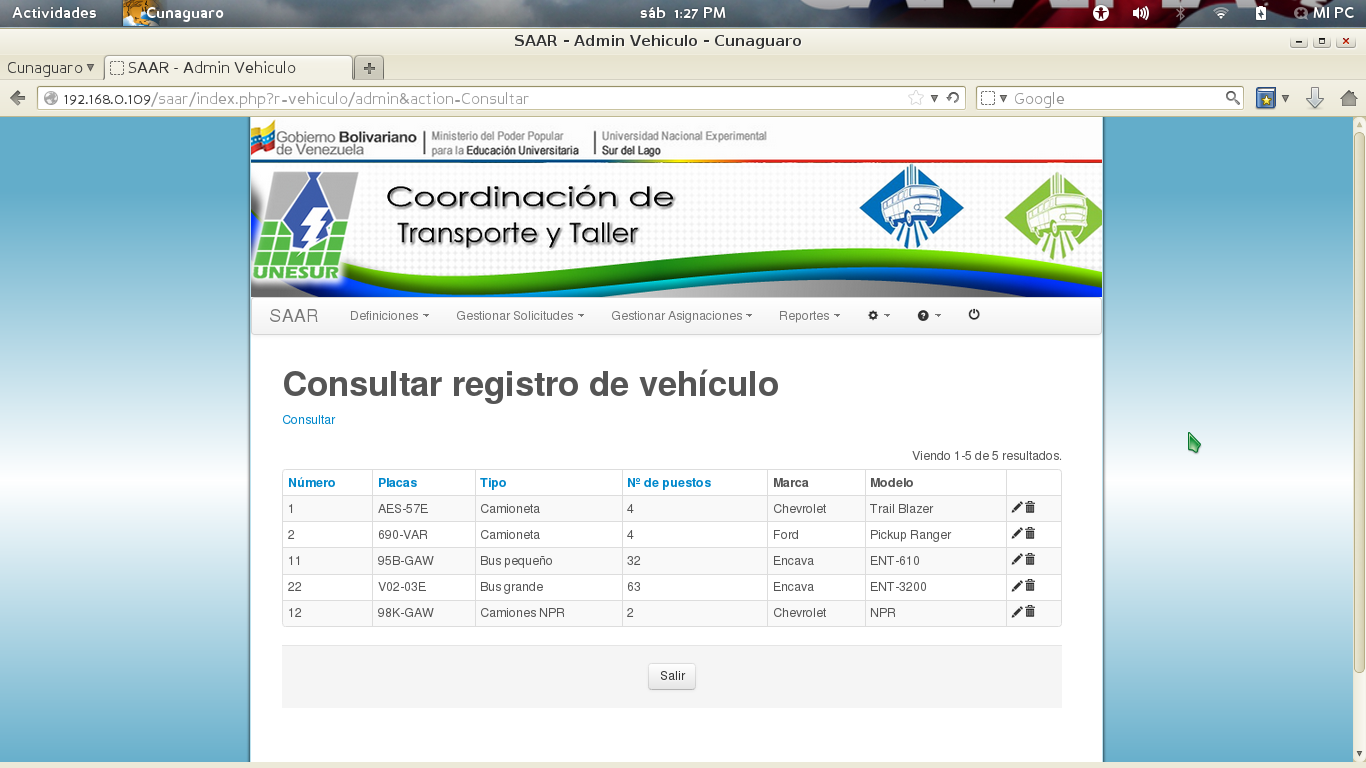 Actividades Cunaguaro sáb 1:27 PM MI PC
SAAR - Admin Vehiculo - Cunaguaro
Cunaguaro SAAR - Admin Vehiculo
192.168.0.109/saar/index.php?r-vehiculo/admin&action-Consultar Google
Gobierno Bolivariano de Venezuela
Ministerio del Poder Popular para la Educación Universitaria
Universidad Nacional Experimental Sur del Lago
Coordinación de
Transporte y Taller
UNESUR
SAAR Definiciones Gestionar Solicitudes Gestionar Asignaciones Reportes
Consultar registro de vehículo
Consultar
Viendo 1-5 de 5 resultados.
Número Placas Tipo Nº de puestos Marca Modelo
1 AES-57E Camioneta 4 Chevrolet Trail Blazer
2 690-VAR Camioneta 4 Ford Pickup Ranger
11 95B-GAW Bus pequeño 32 Encava ENT-610
22 V02-03E Bus grande 63 Encava ENT-3200
12 98K-GAW Camiones NPR 2 Chevrolet NPR
Salir